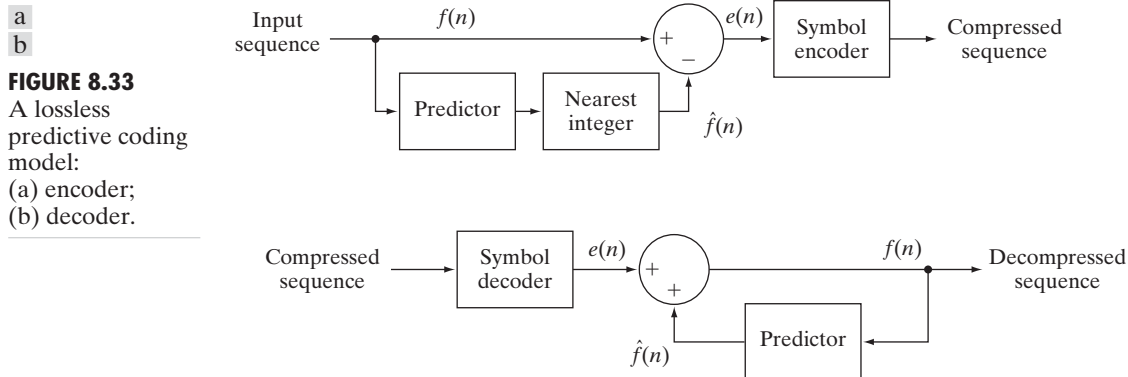 a
b
FIGURE 8.33
A lossless
predictive coding
model:
(a) encoder;
(b) decoder.
Input
sequence
f(n)
e(n)
Symbol
encoder
Compressed
sequence
+
−
Predictor
Nearest
integer
f̂(n)
Compressed
sequence
Symbol
decoder
e(n)
+
+
f(n)
Decompressed
sequence
Predictor
f̂(n)